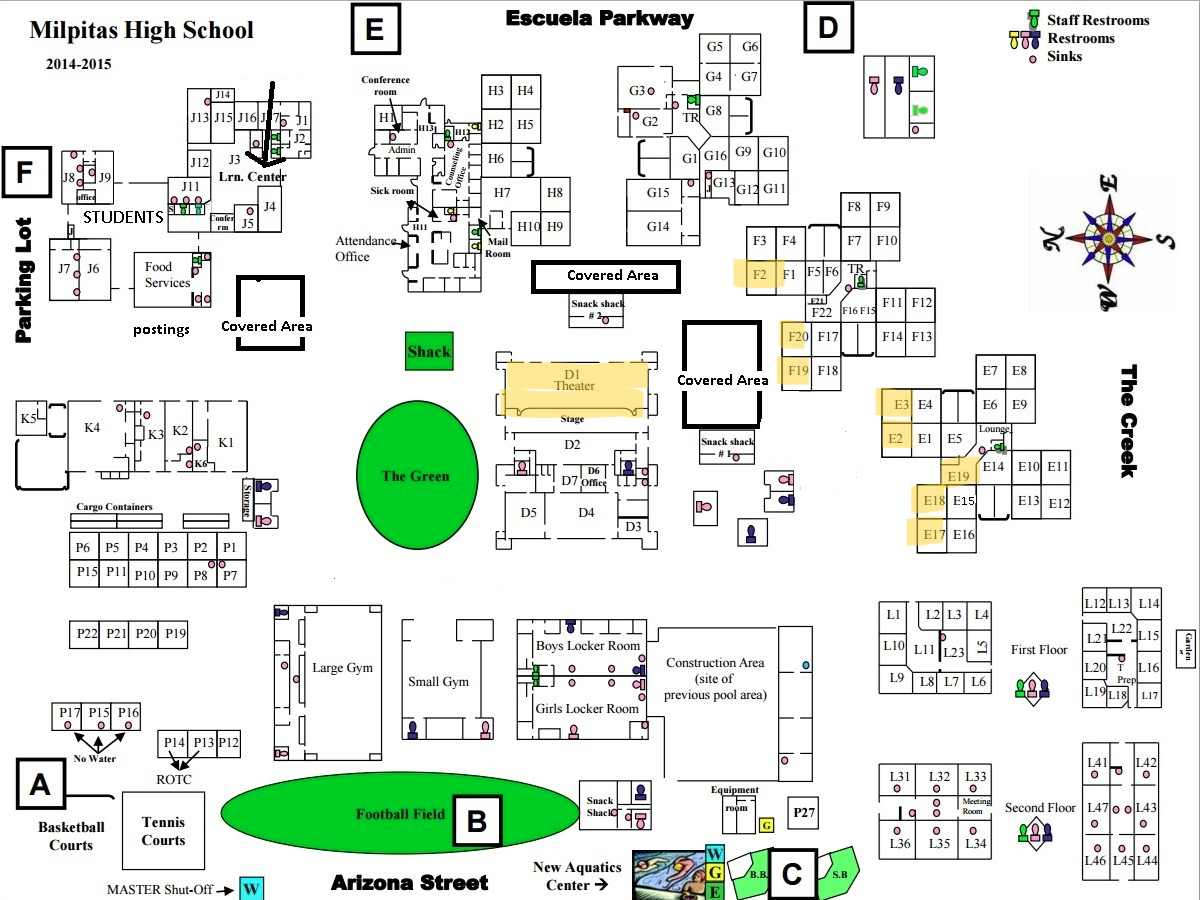 Milpitas High School
2014-2015
E
Escuela Parkway
D
Staff Restrooms
Restrooms
Sinks
J14
J13 J15 J16 J17 J1
J2
J12 J3
Lrn. Center
F
J8 J9
office
J11
S
STUDENTS
Confer
rm
J5 J4
J
J7 J6
Food
Services
postings
Covered Area
Parking Lot
Conference
room
H1 H13 H12
Admin
Counseling
Office
Sick room
H11
Attendance
Office
Mail
Room
H3 H4
H2 H5
H6
H7 H8
H10 H9
G5 G6
G4 G7
G3
G2
TR
G8
G1 G16 G9 G10
J G13 G12 G11
G15
G14
Covered Area
Snack shack
# 2
F8 F9
F3 F4 F7 F10
F2 F1 F5 F6 TR
F21
F22 F16 F15 F11 F12
F20 F17 F14 F13
F19 F18
E
N S
W
The Creek
Shack
D1
Theater
Stage
D2
D7 D6
Office
D5 D4 D3
Covered Area
Snack shack
# 1
E7 E8
E3 E4 E6 E9
E2 E1 E5 Lounge
E19 E14 E10 E11
E18 E15 E13 E12
E17 E16
The Green
K5 K4 K3 K2 K1
K6
Storage
Cargo Containers
P6 P5 P4 P3 P2 P1
P15 P11 P10 P9 P8 P7
P22 P21 P20 P19
P17 P15 P16
No Water
P14 P13 P12
ROTC
Large Gym
Small Gym
Boys Locker Room
Girls Locker Room
Construction Area
(site of
previous pool area)
L1 L2 L3 L4
L10 L11 L23 L5
L9 L8 L7 L6
First Floor
L12 L13 L14
L21 L22 L15
L20 T
Prep L16
L19 L18 L17
Garden
A
Basketball
Courts
Tennis
Courts
Football Field
B
Snack
Shack
Equipment
room
G
P27
L31 L32 L33
Meeting
Room
L36 L35 L34
Second Floor
L41 L42
L47 L43
L46 L45 L44
MASTER Shut-Off
W
Arizona Street
New Aquatics
Center
W
G
E
B.B.
C
S.B